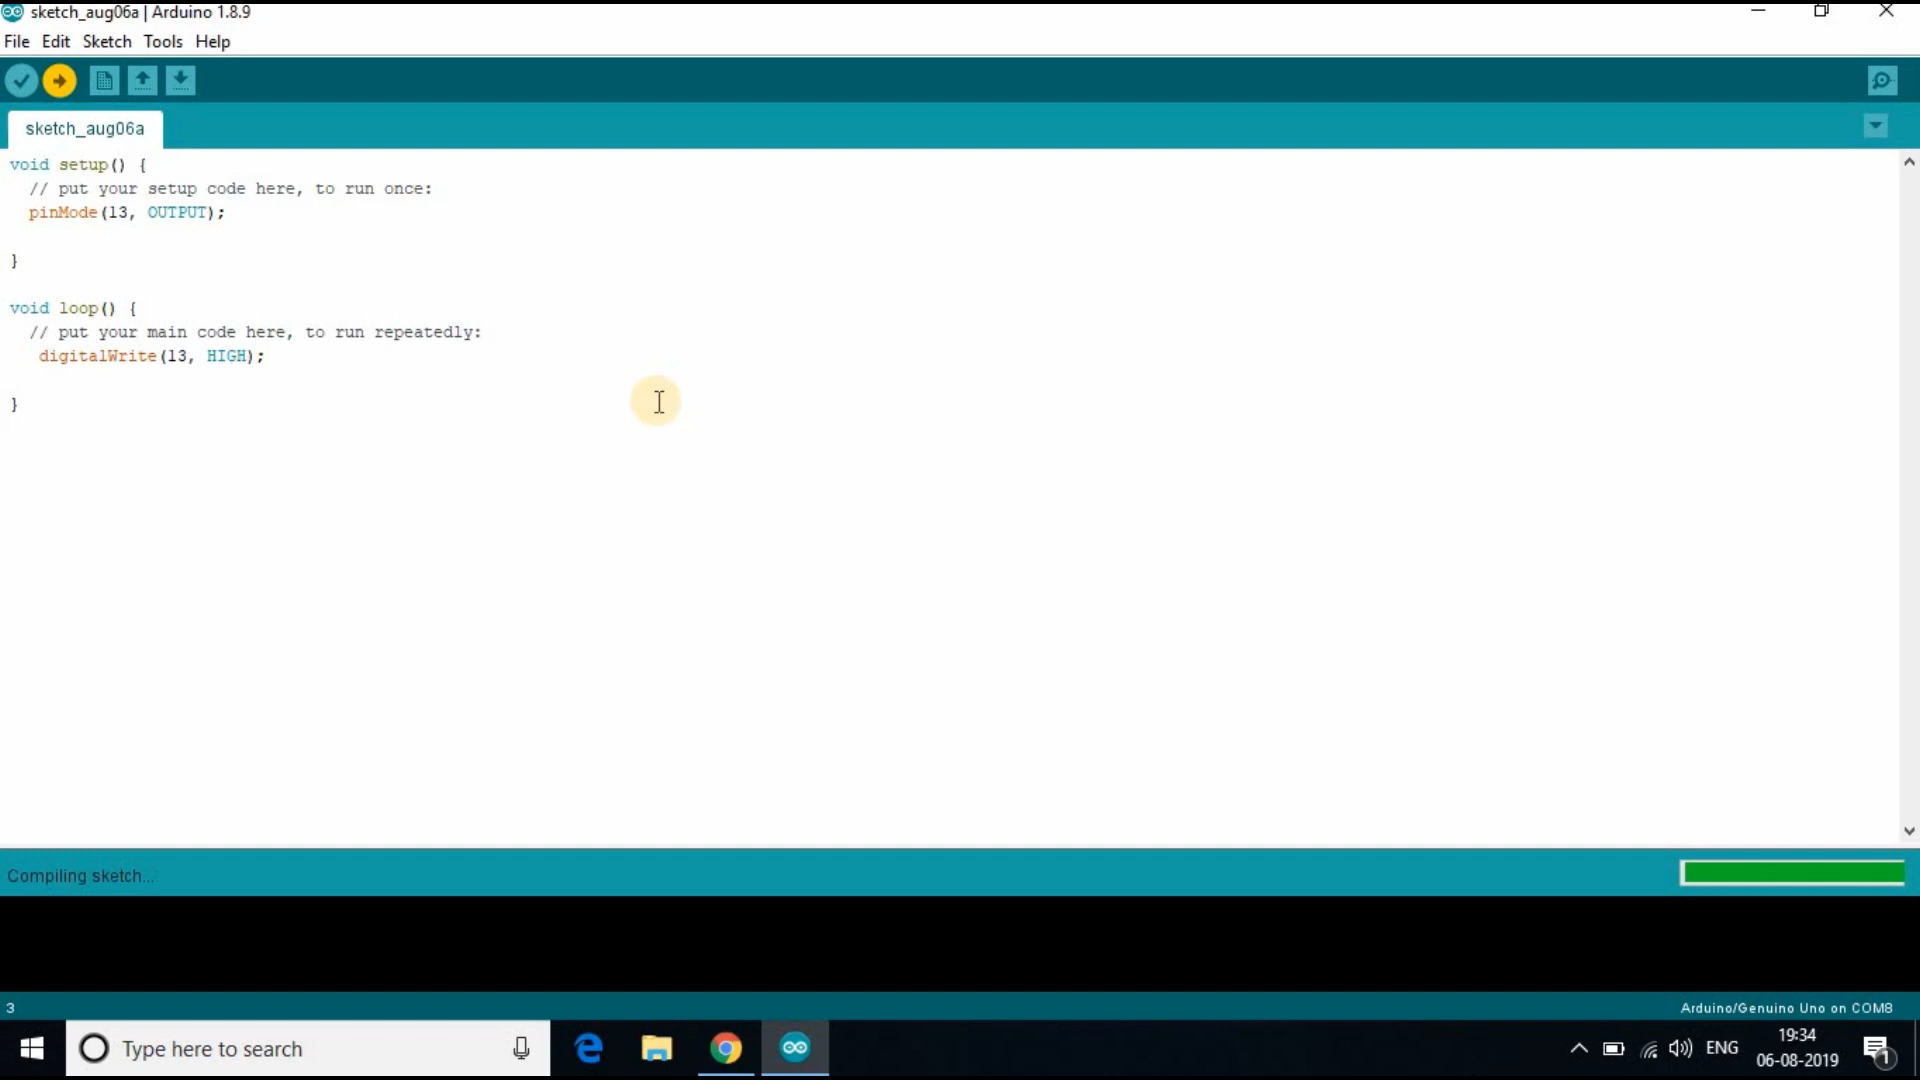 sketch_aug06a | Arduino 1.8.9
File Edit Sketch Tools Help
sketch_aug06a
void setup() {
  // put your setup code here, to run once:
  pinMode(13, OUTPUT);
}
void loop() {
  // put your main code here, to run repeatedly:
   digitalWrite(13, HIGH);
}
Compiling sketch...
3
Arduino/Genuino Uno on COM8
Type here to search
ENG
19:34
06-08-2019
1